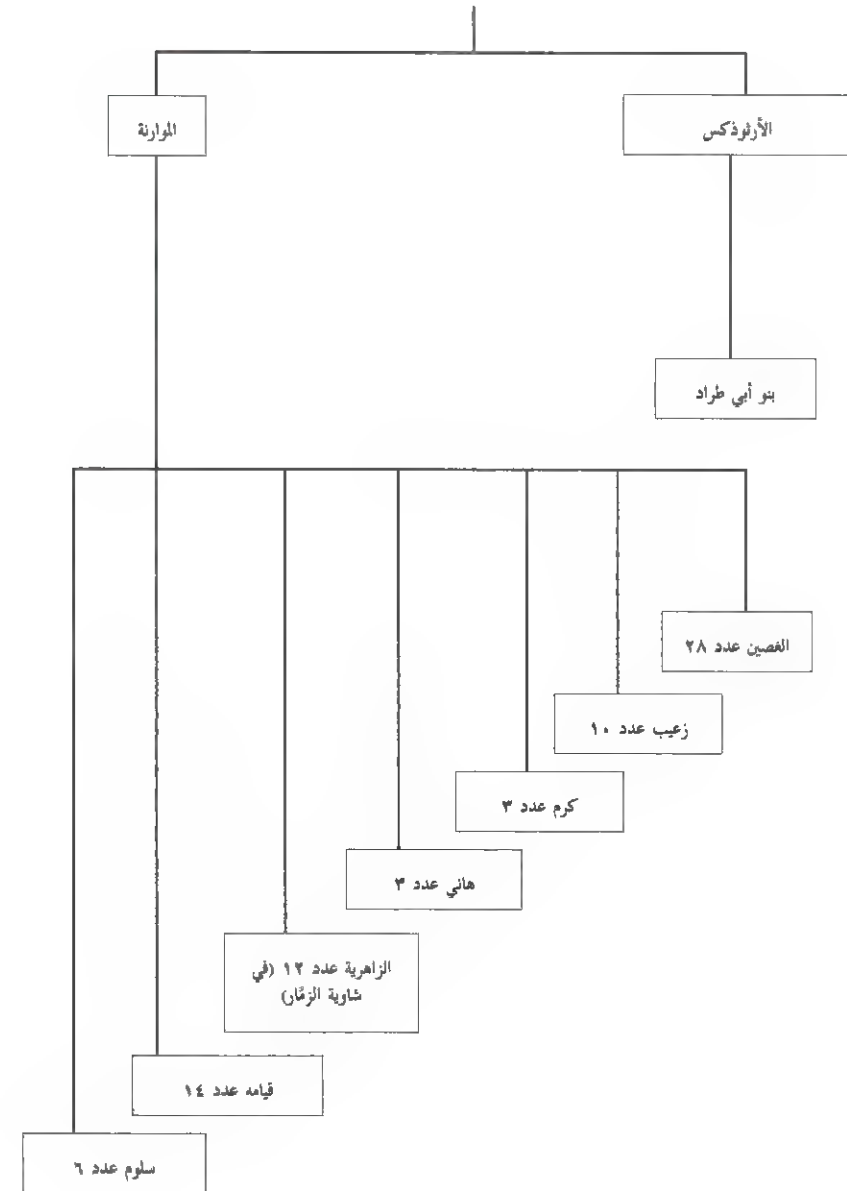 الأرثوذكس
الموارنة
بنو أبي طراد
الغصين عدد ٢٨
زعيب عدد ١٠
كرم عدد ٣
هاني عدد ٣
الزاهرية عدد ١٢ (في
شاوية الزمّار)
قيامه عدد ١٤
سلوم عدد ٦